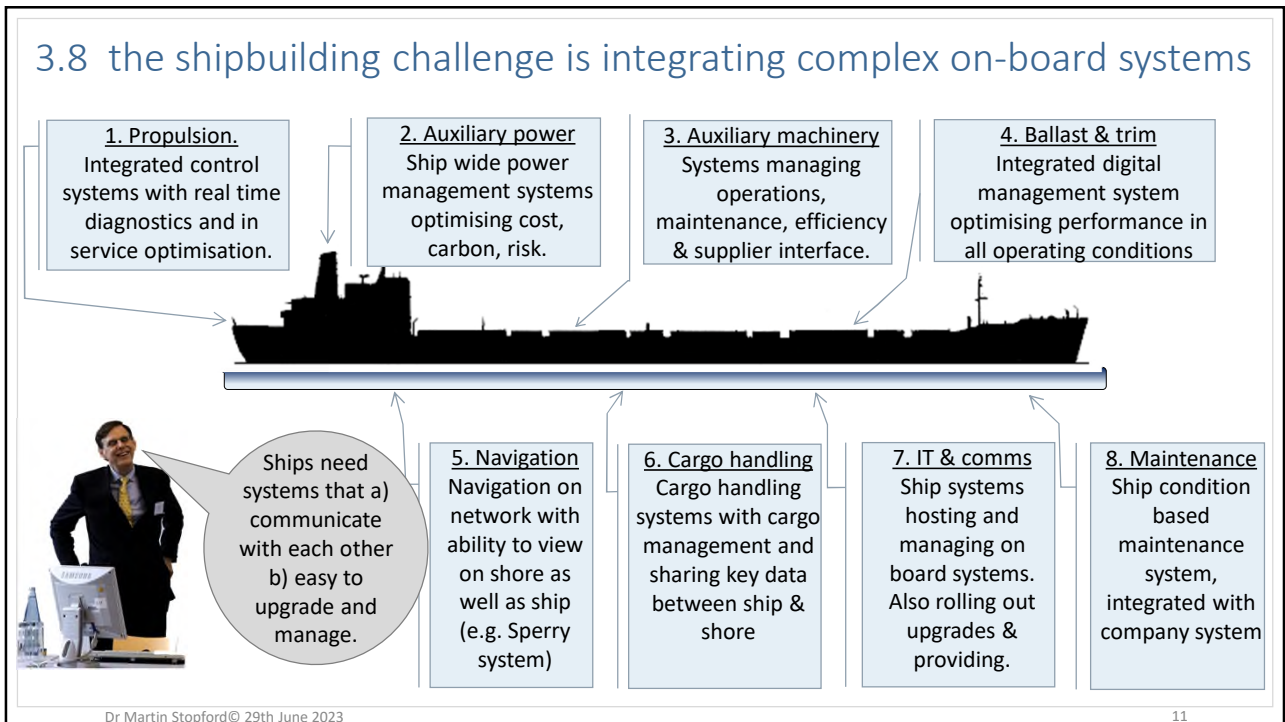 3.8 the shipbuilding challenge is integrating complex on-board systems
1. Propulsion.
Integrated control
systems with real time
diagnostics and in
service optimisation.
2. Auxiliary power
Ship wide power
management systems
optimising cost,
carbon, risk.
3. Auxiliary machinery
Systems managing
operations,
maintenance, efficiency
& supplier interface.
4. Ballast & trim
Integrated digital
management system
optimising performance in
all operating conditions
Ships need
systems that a)
communicate
with each other
b) easy to
upgrade and
manage.
SAMSUNG
5. Navigation
Navigation on
network with
ability to view
on shore as
well as ship
(e.g. Sperry
system)
6. Cargo handling
Cargo handling
systems with cargo
management and
sharing key data
between ship &
shore
7. IT & comms
Ship systems
hosting and
managing on
board systems.
Also rolling out
upgrades &
providing.
8. Maintenance
Ship condition
based
maintenance
system,
integrated with
company system
Dr Martin Stopford© 29th June 2023
11